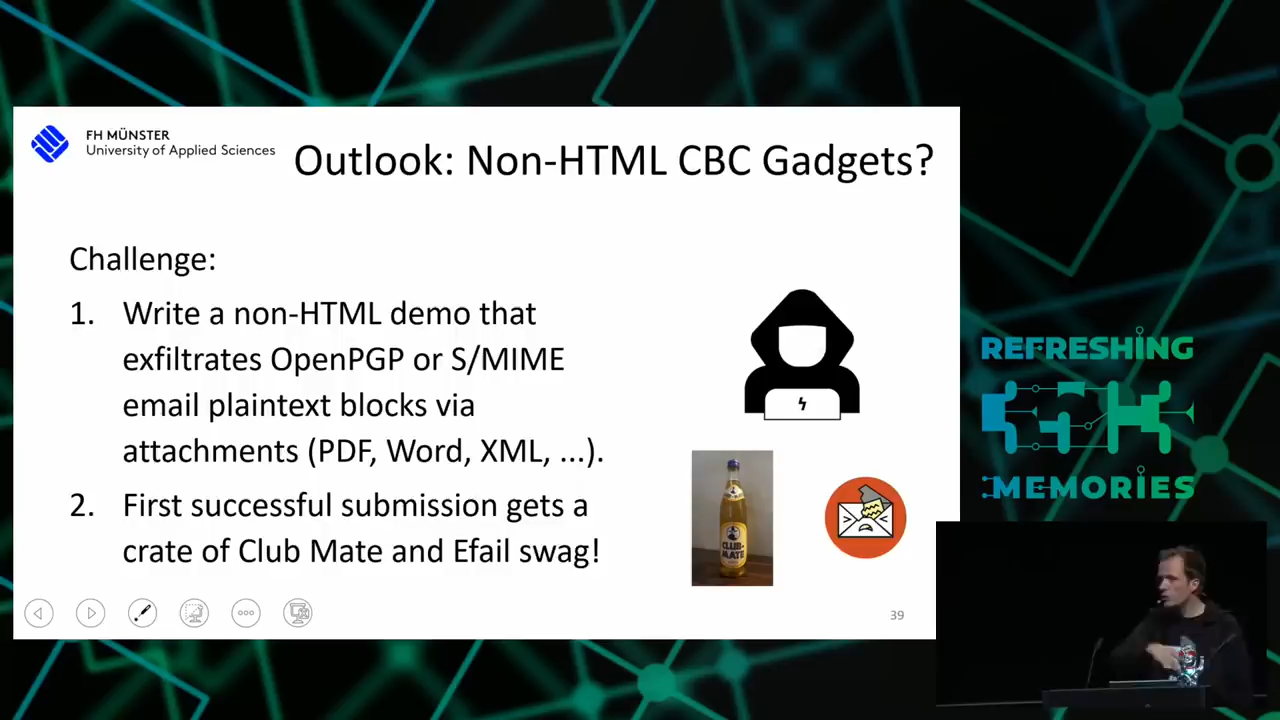 FH MÜNSTER
University of Applied Sciences
Outlook: Non-HTML CBC Gadgets?
Challenge:
1. Write a non-HTML demo that
exfiltrates OpenPGP or S/MIME
email plaintext blocks via
attachments (PDF, Word, XML, ...).
2. First successful submission gets a
crate of Club Mate and Efail swag!
CLUB-
MATE
39
REFRESHING
MEMORIES